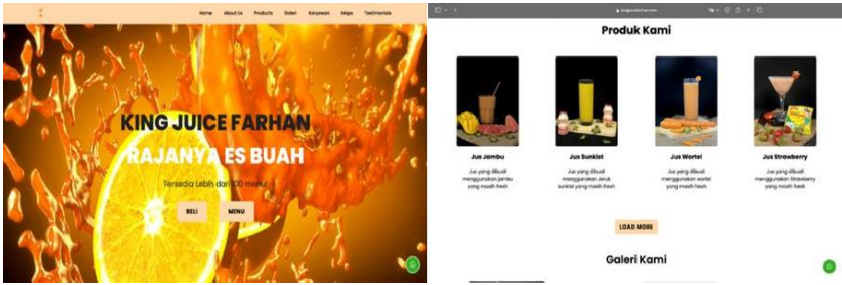 Home About Us Products Galeri Karyawan Maps Testimonials
KING JUICE FARHAN
RAJANYA ES BUAH
Tersedia Lebih dari 100 menu
BELI MENU
Produk Kami
Jus Jambu
Jus yang dibuat
menggunakan jambu
yang masih fresh
Jus Sunkist
Jus yang dibuat
menggunakan Jeruk
sunkist yang masih fresh
Jus Wortel
Jus yang dibuat
menggunakan wortel
yang masih fresh
Jus Strawberry
Jus yang dibuat
menggunakan Strawberry
yang masih fresh
LOAD MORE
Galeri Kami